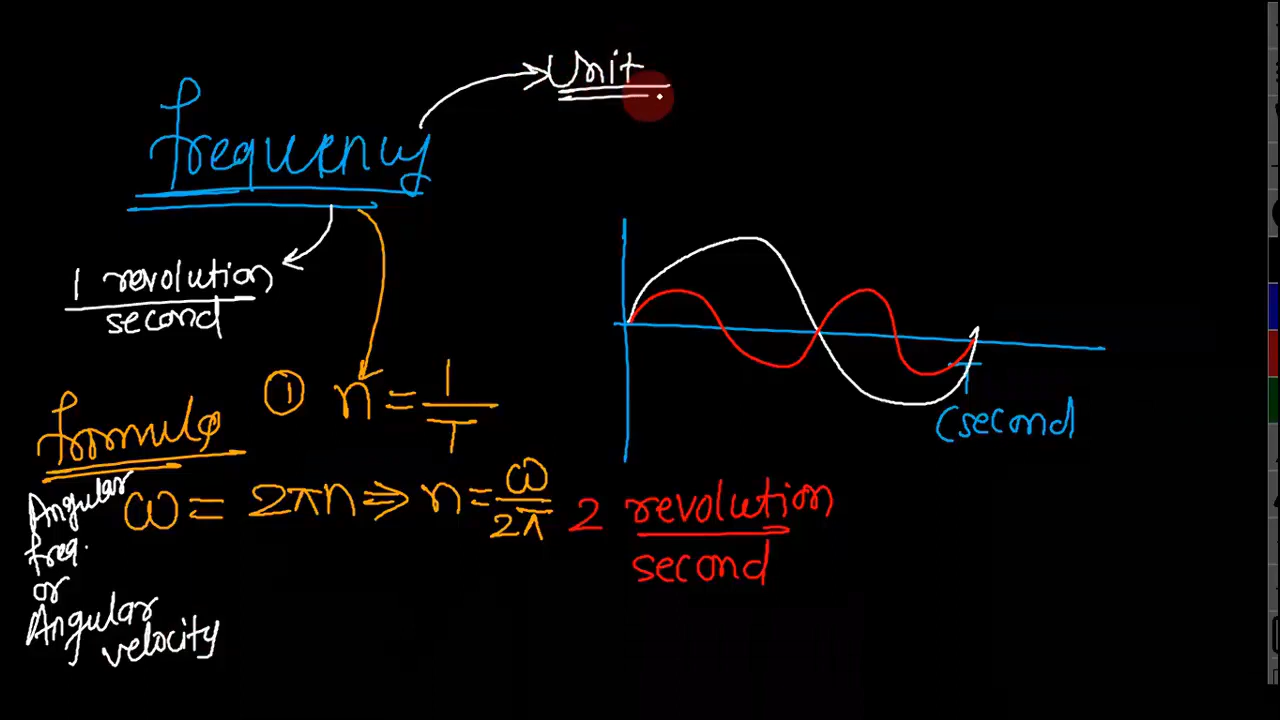 Unit
frequency
1 revolution
second
formula
① n = 1/T
ω = 2πn ⇒ n = ω/2π
Angular
freq.
or
Angular
velocity
(second
2 revolution
second